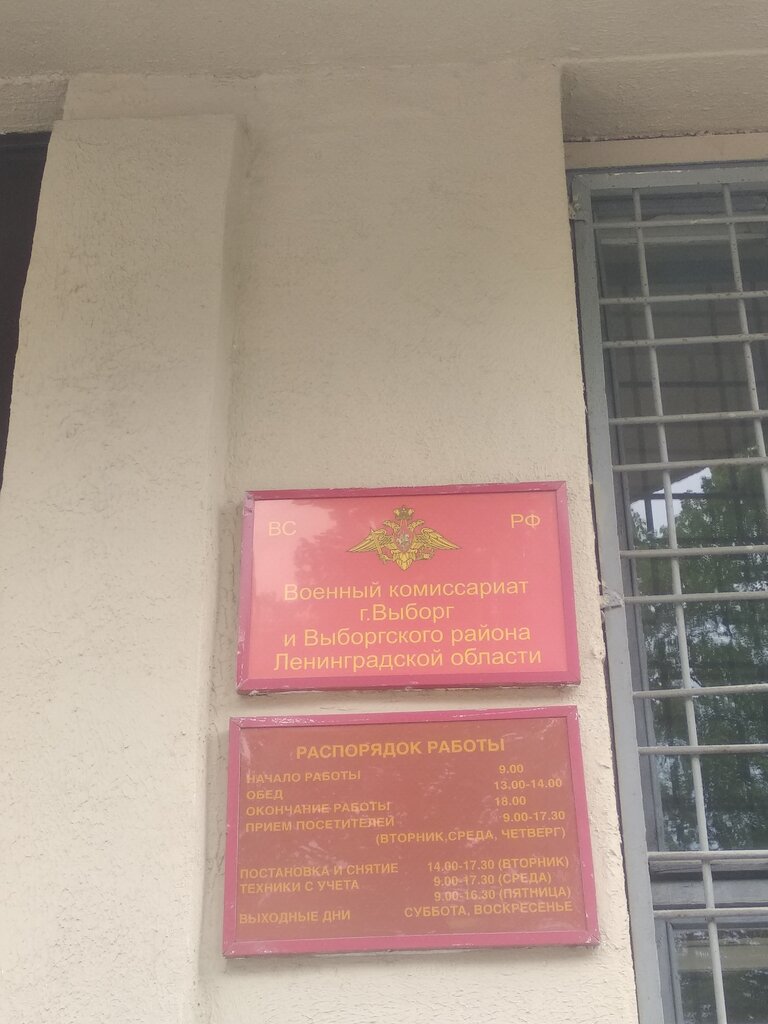 ВС РФ
Военный комиссариат
г.Выборг
и Выборгского района
Ленинградской области
РАСПОРЯДОК РАБОТЫ
НАЧАЛО РАБОТЫ 9.00
ОБЕД 13.00-14.00
ОКОНЧАНИЕ РАБОТЫ 18.00
ПРИЕМ ПОСЕТИТЕЛЕЙ 9.00-17.30
(ВТОРНИК,СРЕДА, ЧЕТВЕРГ)
ПОСТАНОВКА И СНЯТИЕ 14.00-17.30 (ВТОРНИК)
ТЕХНИКИ С УЧЕТА 9.00-17.30 (СРЕДА)
9.00-16.30 (ПЯТНИЦА)
ВЫХОДНЫЕ ДНИ СУББОТА, ВОСКРЕСЕНЬЕ